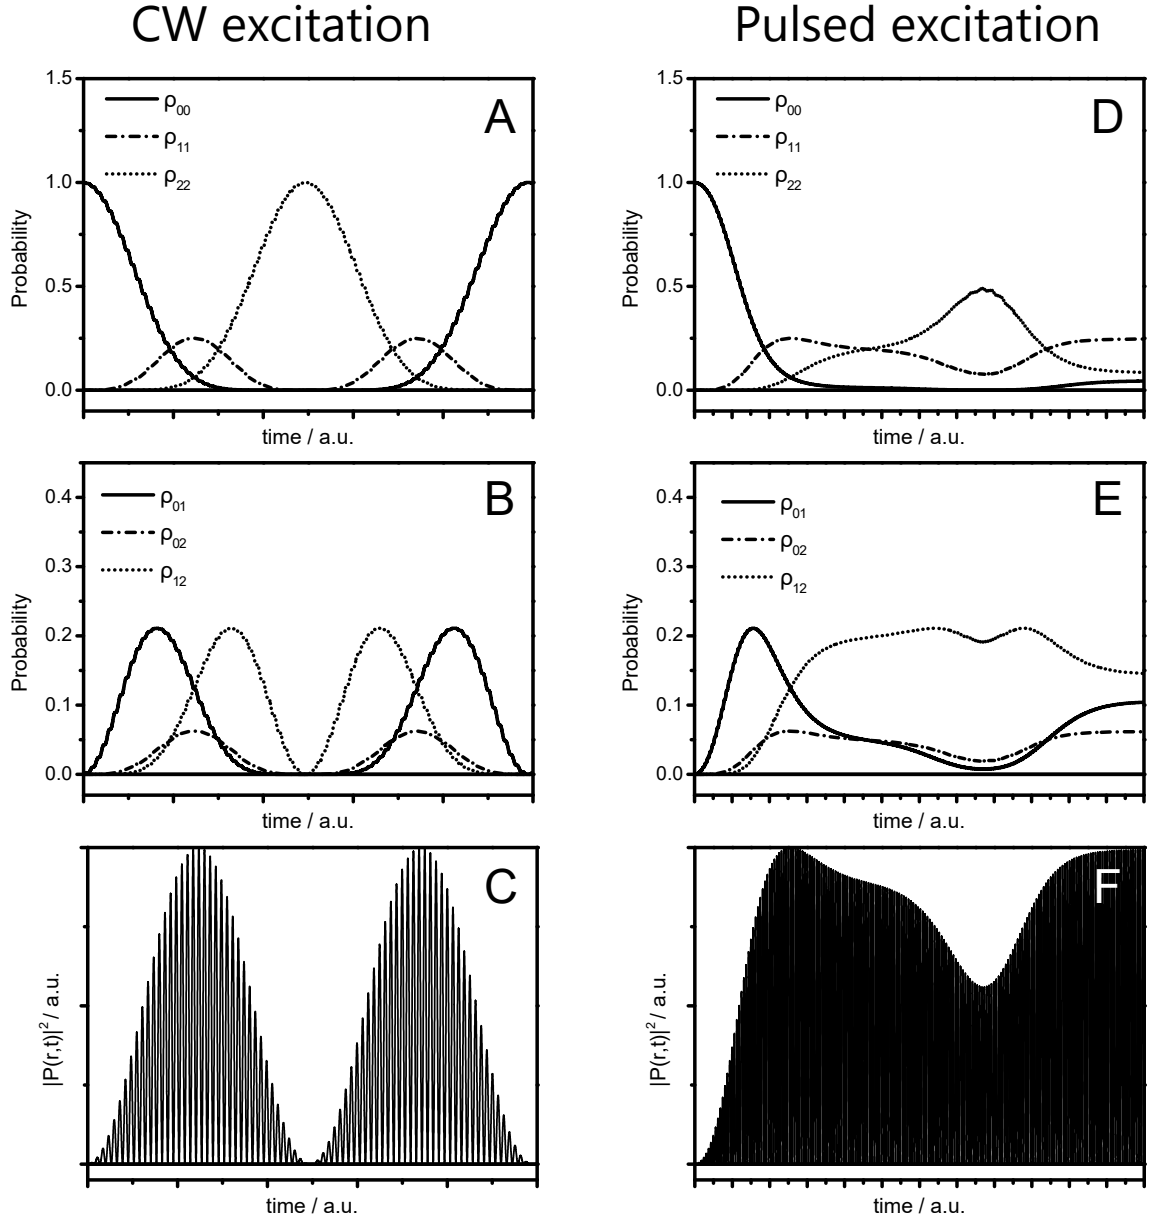 CW excitation
Pulsed excitation
1.5
1.0
0.5
0.0
Probability
ρ00
ρ11
ρ22
A
time / a.u.
1.5
1.0
0.5
0.0
Probability
ρ00
ρ11
ρ22
D
time / a.u.
0.4
0.3
0.2
0.1
0.0
Probability
ρ01
ρ02
ρ12
B
time / a.u.
0.4
0.3
0.2
0.1
0.0
Probability
ρ01
ρ02
ρ12
E
time / a.u.
|P(r,t)|² / a.u.
C
time / a.u.
|P(r,t)|² / a.u.
F
time / a.u.